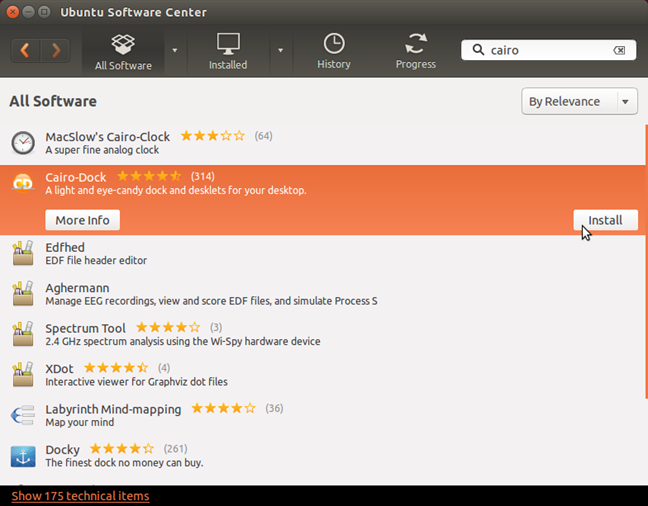 Ubuntu Software Center
All Software
Installed
History
Progress
cairo
All Software
By Relevance
MacSlow's Cairo-Clock (64)
A super fine analog clock
Cairo-Dock (314)
A light and eye-candy dock and desklets for your desktop.
More Info
Install
Edfhed
EDF file header editor
Aghermann
Manage EEG recordings, view and score EDF files, and simulate Process S
Spectrum Tool (3)
2.4 GHz spectrum analysis using the Wi-Spy hardware device
XDot (4)
Interactive viewer for Graphviz dot files
Labyrinth Mind-mapping (36)
Map your mind
Docky (261)
The finest dock no money can buy.
Show 175 technical items